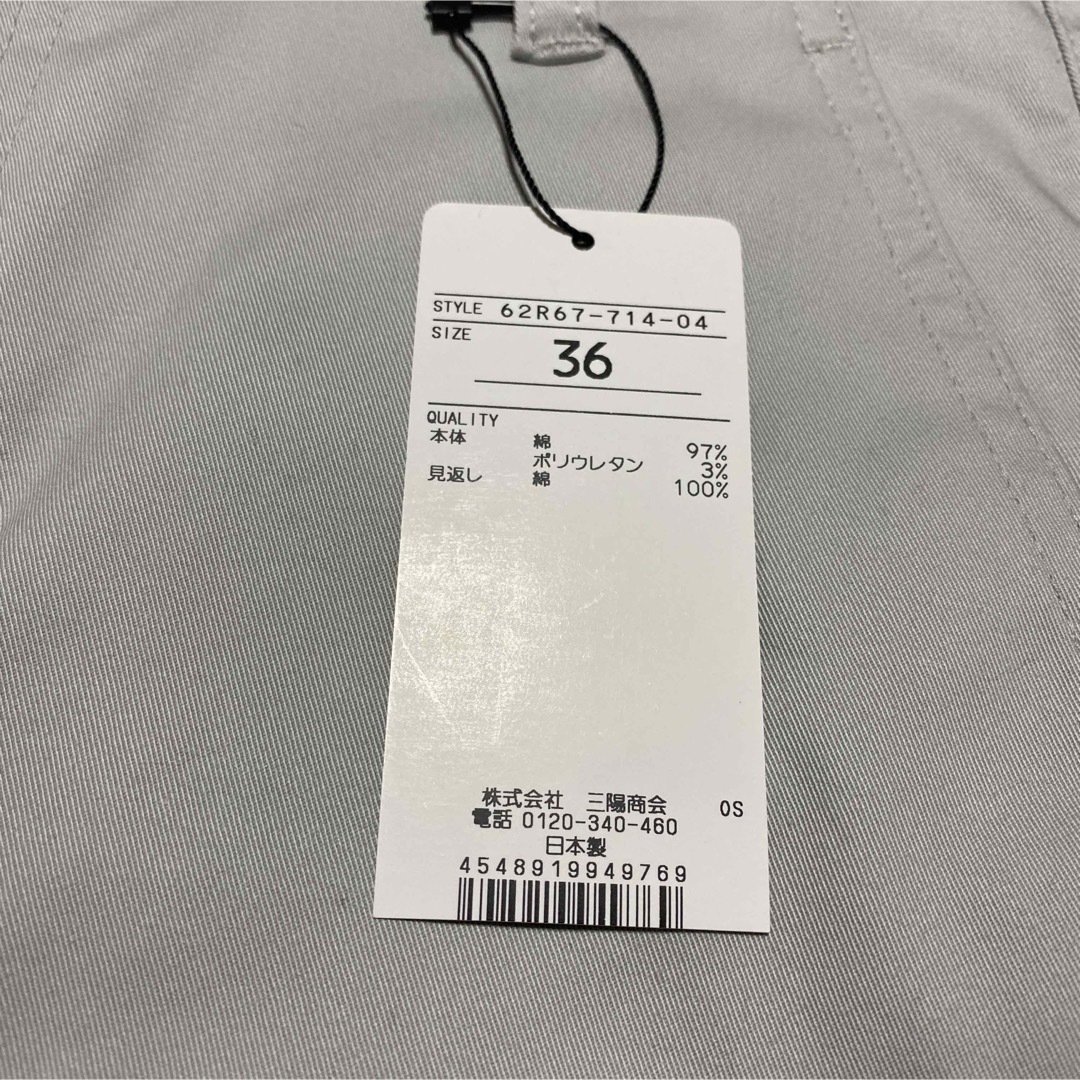 STYLE 62R67-714-04
SIZE 36
QUALITY
本体 綿 97%
ポリウレタン 3%
見返し 綿 100%
株式会社 三陽商会 OS
電話 0120-340-460
日本製
4548919949769